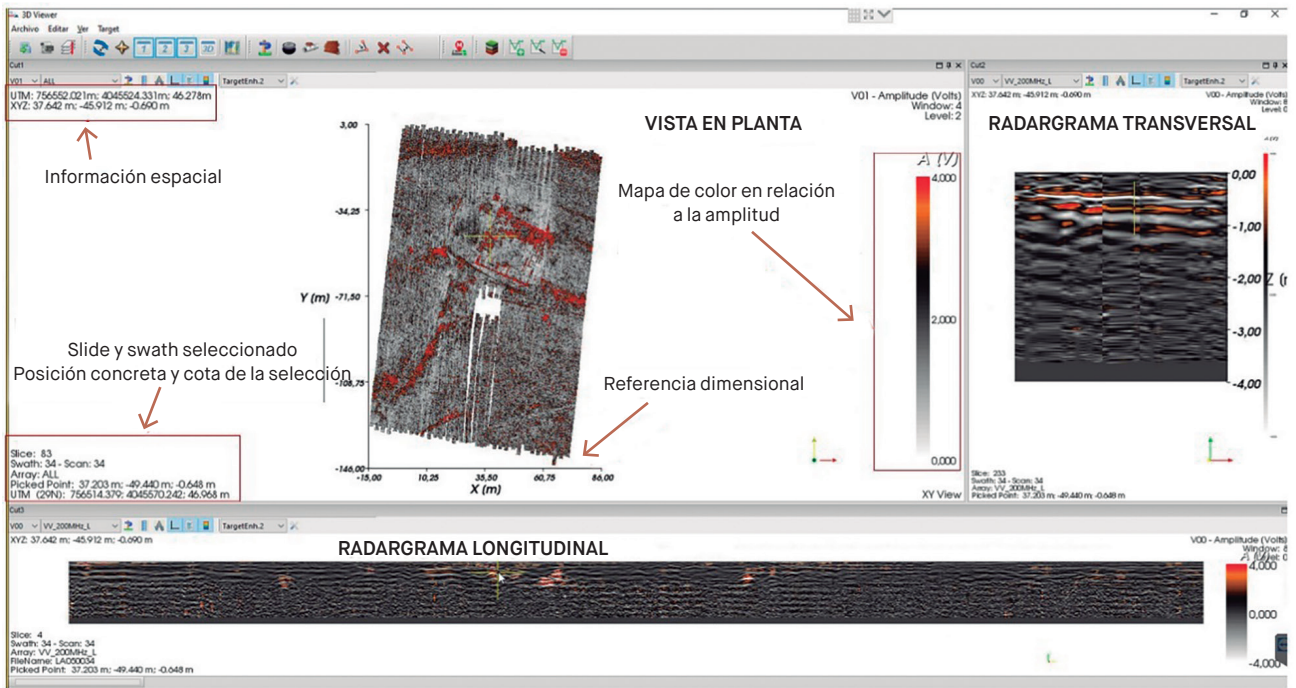 3D Viewer
Archivo Editar Ver Target
1 2 3 3D
Cut1
V01 ALL TargetEnh.2
UTM: 756552.021m; 4045524.331m; 46.278m
XYZ: 37.642 m; -45.912 m; -0.690 m
Información espacial
V01 - Amplitude (Volts)
Window: 4
Level: 2
VISTA EN PLANTA
A (V)
4,000
2,000
0,000
Mapa de color en relación
a la amplitud
3,00
-34,25
Y (m) -71,50
-108,75
-146,00
-15,00 10,25 35,50 60,75 86,00
X (m)
Slide y swath seleccionado
Posición concreta y cota de la selección
Referencia dimensional
Slice: 83
Swath: 34 - Scan: 34
Array: ALL
Picked Point: 37.203 m; -49.440 m; -0.648 m
UTM (29N): 756514.379; 4045570.242; 46.968 m
XY View
Cut2
V00 VV_200MHz_L TargetEnh.2
XYZ: 37.642 m; -45.912 m; -0.690 m
V00 - Amplitude (Volts)
Window: 8
Level: 0
RADARGRAMA TRANSVERSAL
0,00
-1,00
-2,00 Z
-3,00
-4,00
Slice: 233
Swath: 34 - Scan: 34
Array: VV_200MHz_L
Picked Point: 37.203 m; -49.440 m; -0.648 m
Cut3
V00 VV_200MHz_L TargetEnh.2
XYZ: 37.642 m; -45.912 m; -0.690 m
RADARGRAMA LONGITUDINAL
V00 - Amplitude (Volts)
Window: 8
4,000
0,000
-4,000
Slice: 4
Swath: 34 - Scan: 34
Array: VV_200MHz_L
FileName: LA050034
Picked Point: 37.203 m; -49.440 m; -0.648 m